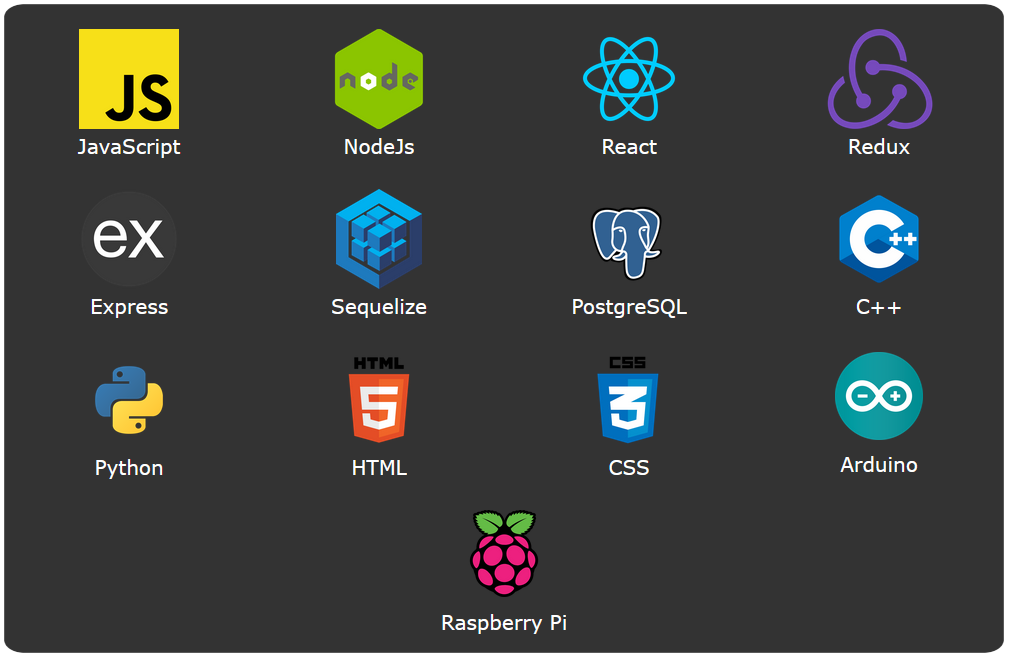 JS
node
JavaScript
NodeJs
React
Redux
ex
C++
Express
Sequelize
PostgreSQL
C++
HTML
5
CSS
3
Python
HTML
CSS
Arduino
Raspberry Pi